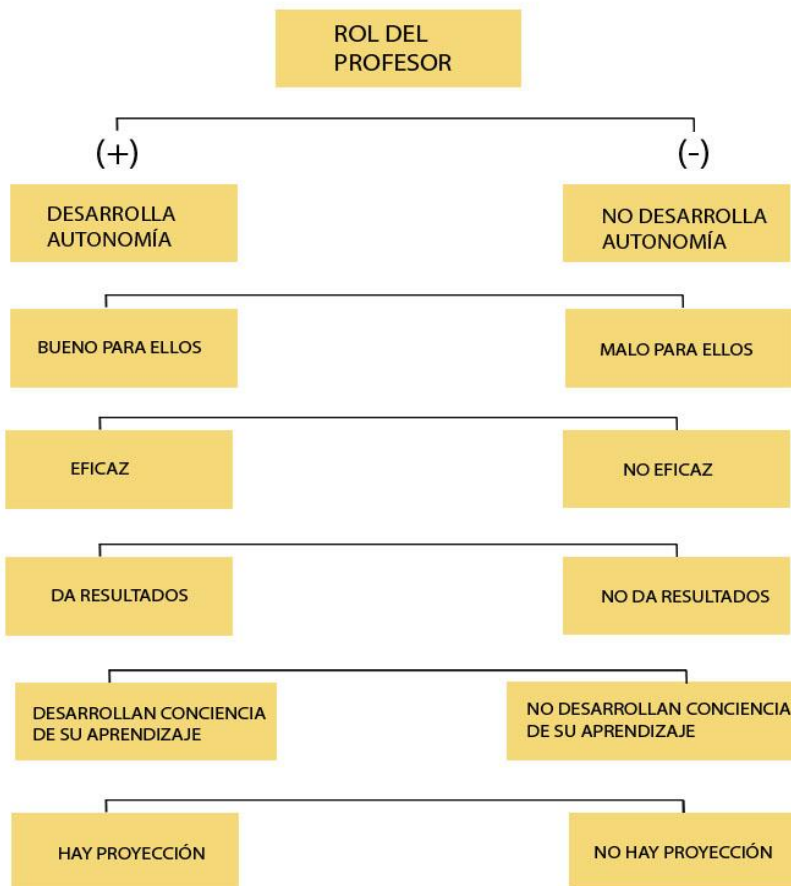 ROL DEL
PROFESOR
(+)
(-)
DESARROLLA
AUTONOMÍA
NO DESARROLLA
AUTONOMÍA
BUENO PARA ELLOS
MALO PARA ELLOS
EFICAZ
NO EFICAZ
DA RESULTADOS
NO DA RESULTADOS
DESARROLLAN CONCIENCIA
DE SU APRENDIZAJE
NO DESARROLLAN CONCIENCIA
DE SU APRENDIZAJE
HAY PROYECCIÓN
NO HAY PROYECCIÓN